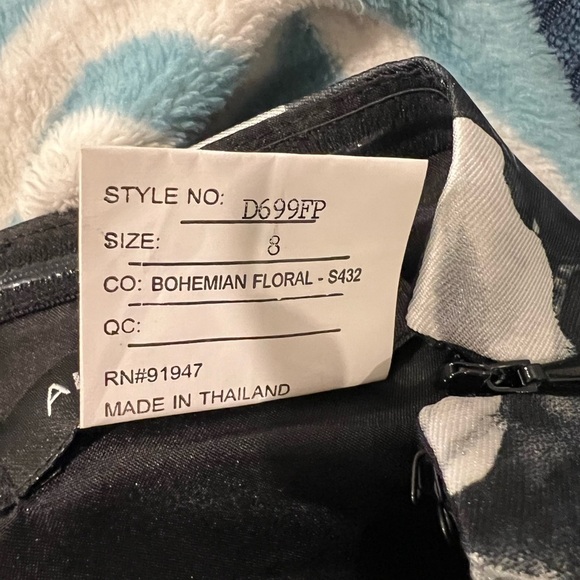 STYLE NO: D699FP
SIZE: 8
CO: BOHEMIAN FLORAL - S432
QC:
RN#91947
MADE IN THAILAND